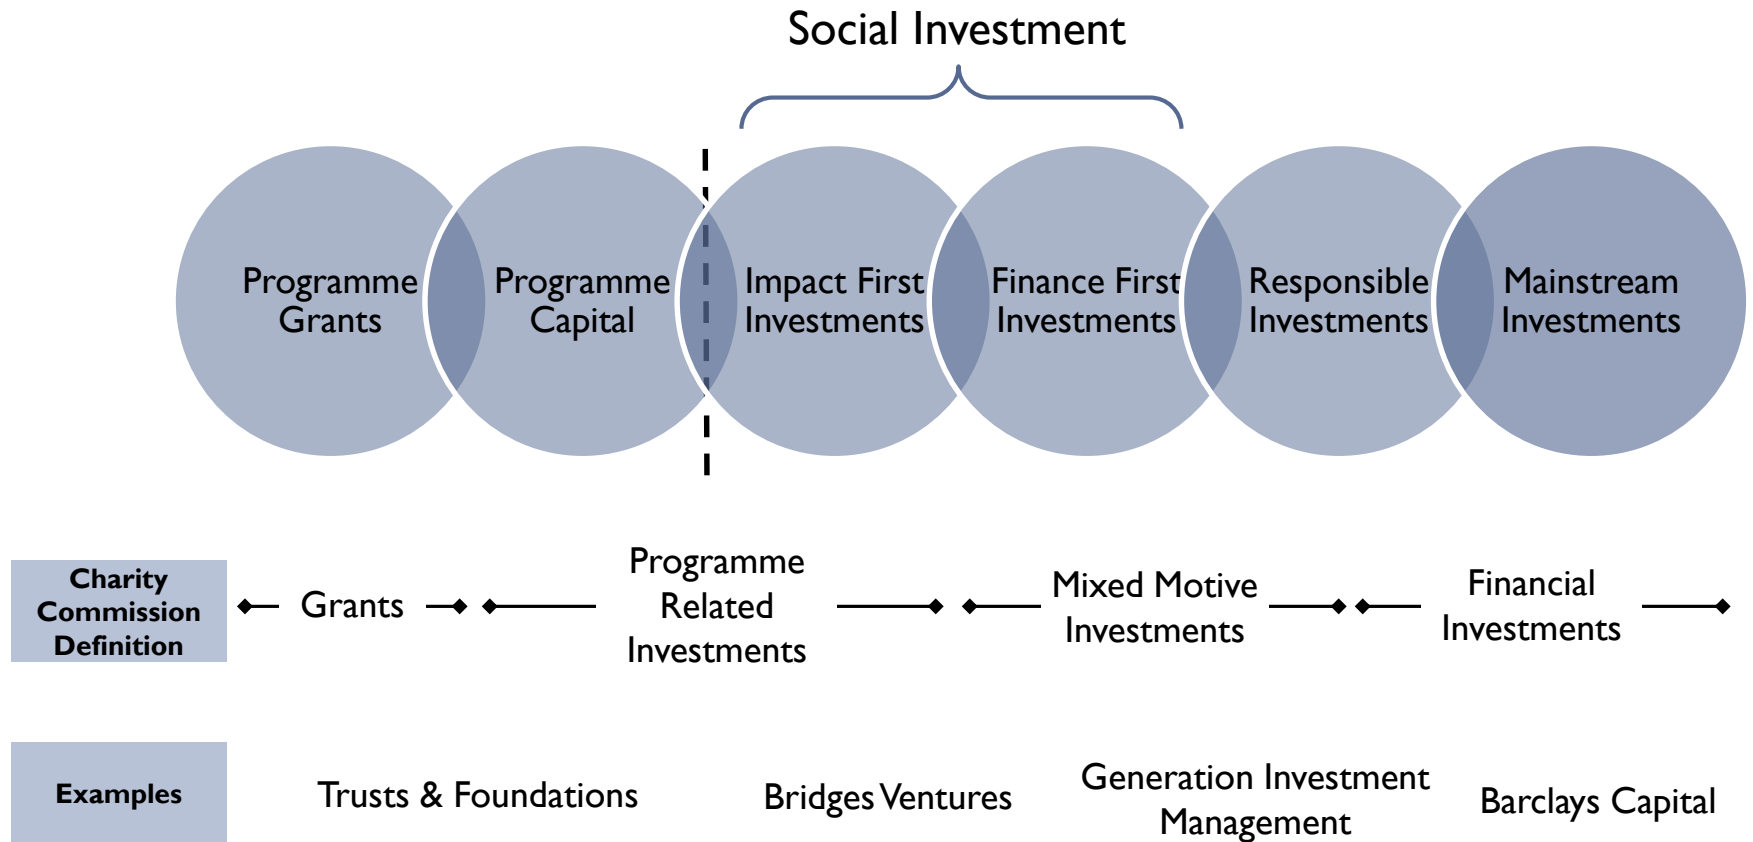 Social Investment
Programme
Grants
Programme
Capital
Impact First
Investments
Finance First
Investments
Responsible
Investments
Mainstream
Investments
Charity
Commission
Definition
Grants
Programme
Related
Investments
Mixed Motive
Investments
Financial
Investments
Examples
Trusts & Foundations
Bridges Ventures
Generation Investment
Management
Barclays Capital